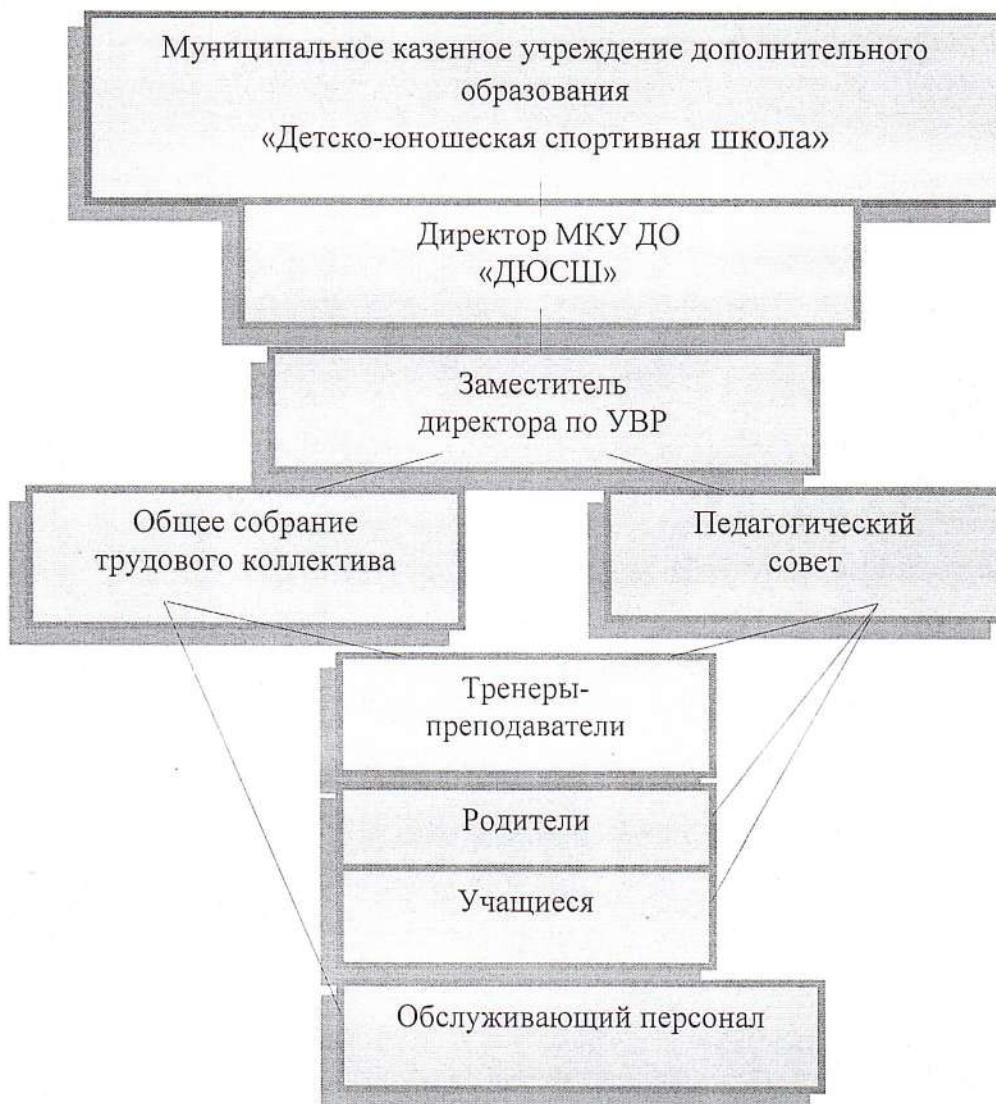 Муниципальное казенное учреждение дополнительного
образования
«Детско-юношеская спортивная школа»
Директор МКУ ДО
«ДЮСШ»
Заместитель
директора по УВР
Общее собрание
трудового коллектива
Педагогический
совет
Тренеры-
преподаватели
Родители
Учащиеся
Обслуживающий персонал